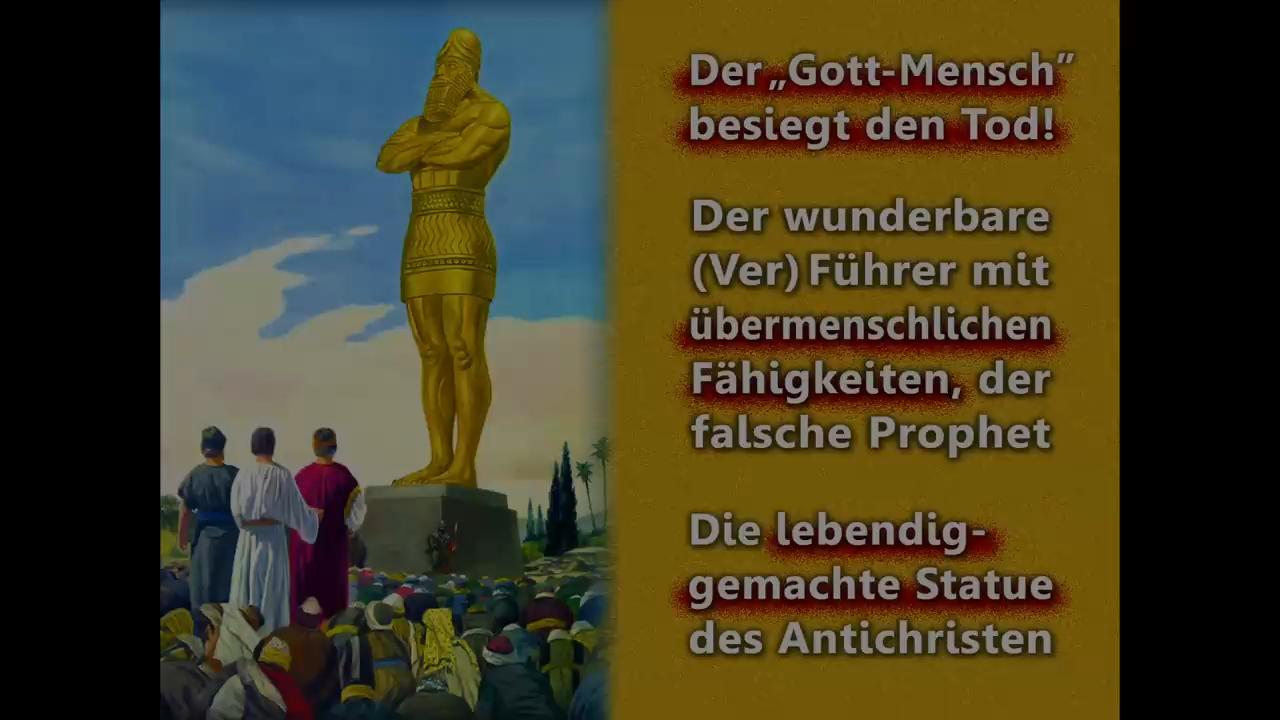 Der „Gott-Mensch”
besiegt den Tod!
Der wunderbare
(Ver) Führer mit
übermenschlichen
Fähigkeiten, der
falsche Prophet
Die lebendig-
gemachte Statue
des Antichristen